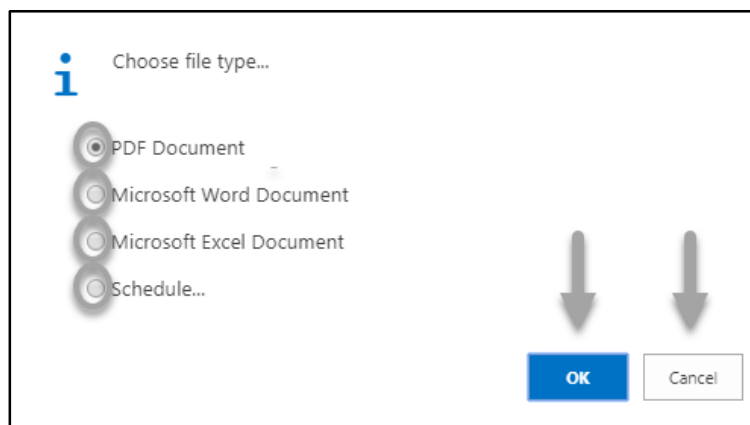 Choose file type...
PDF Document
Microsoft Word Document
Microsoft Excel Document
Schedule...
OK
Cancel